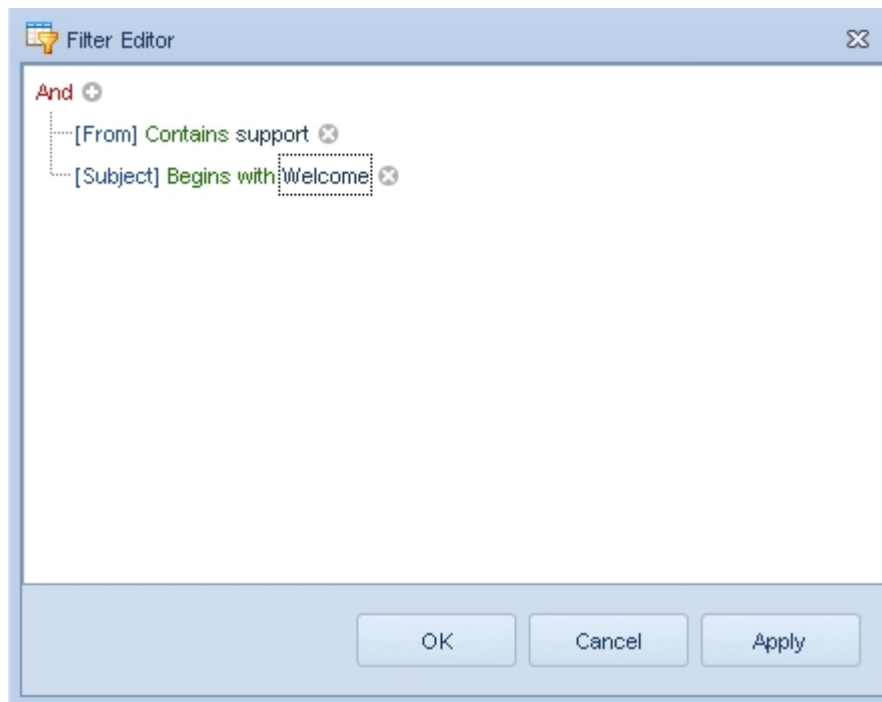 Filter Editor
And
[From] Contains support
[Subject] Begins with Welcome
OK Cancel Apply